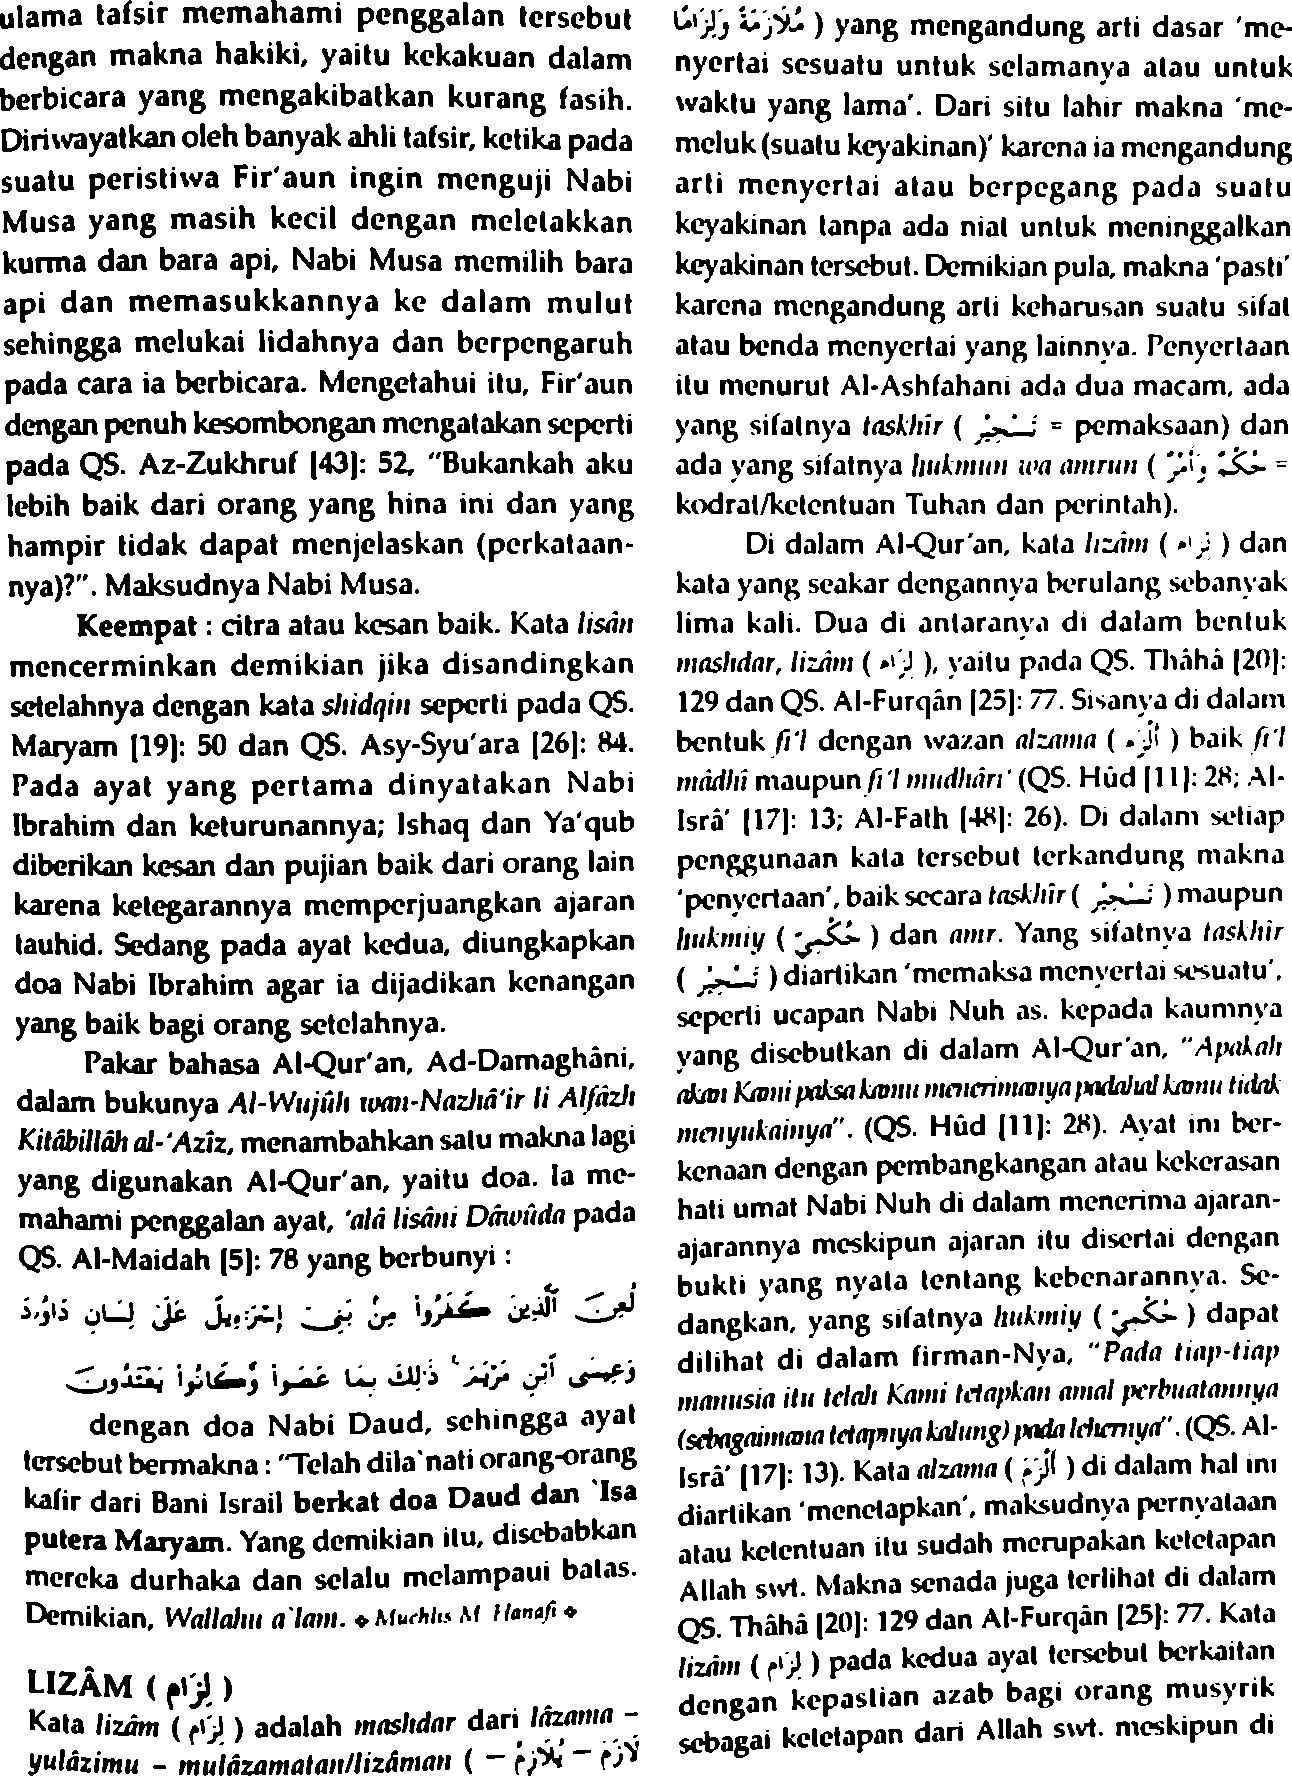 ulama tafsir memahami penggalan tersebut
dengan makna hakiki, yaitu kekakuan dalam
berbicara yang mengakibatkan kurang fasih.
Diriwayatkan oleh banyak ahli tafsir, ketika pada
suatu peristiwa Fir'aun ingin menguji Nabi
Musa yang masih kecil dengan meletakkan
kurma dan bara api, Nabi Musa memilih bara
api dan memasukkannya ke dalam mulut
sehingga melukai lidahnya dan berpengaruh
pada cara ia berbicara. Mengetahui itu, Fir'aun
dengan penuh kesombongan mengatakan seperti
pada QS. Az-Zukhruf [43]: 52, "Bukankah aku
lebih baik dari orang yang hina ini dan yang
hampir tidak dapat menjelaskan (perkataan-
nya)?". Maksudnya Nabi Musa.
Keempat : citra atau kesan baik. Kata lisân
mencerminkan demikian jika disandingkan
setelahnya dengan kata shidqin seperti pada QS.
Maryam [19]: 50 dan QS. Asy-Syu'ara [26]: 84.
Pada ayat yang pertama dinyatakan Nabi
Ibrahim dan keturunannya; Ishaq dan Ya'qub
diberikan kesan dan pujian baik dari orang lain
karena ketegarannya memperjuangkan ajaran
tauhid. Sedang pada ayat kedua, diungkapkan
doa Nabi Ibrahim agar ia dijadikan kenangan
yang baik bagi orang setelahnya.
Pakar bahasa Al-Qur'an, Ad-Damaghâni,
dalam bukunya Al-Wujûh wan-Nazhâ'ir li Alfâzh
Kitâbillâh al-'Azîz, menambahkan satu makna lagi
yang digunakan Al-Qur'an, yaitu doa. Ia me-
mahami penggalan ayat, 'alâ lisâni Dâwûda pada
QS. Al-Maidah [5]: 78 yang berbunyi :
لُعِنَ ٱلَّذِينَ كَفَرُوا۟ مِنۢ بَنِىٓ إِسْرَٰٓءِيلَ عَلَىٰ لِسَانِ دَاوُۥدَ
وَعِيسَى ٱبْنِ مَرْيَمَ ۚ ذَٰلِكَ بِمَا عَصَوا۟ وَّكَانُوا۟ يَعْتَدُونَ
dengan doa Nabi Daud, sehingga ayat
tersebut bermakna : "Telah dila`nati orang-orang
kafir dari Bani Israil berkat doa Daud dan `Isa
putera Maryam. Yang demikian itu, disebabkan
mereka durhaka dan selalu melampaui batas.
Demikian, Wallahu a`lam. ⬥ Muchlis M Hanafi ⬥
LIZÂM ( لِزَام )
Kata lizâm ( لِزَام ) adalah mashdar dari lâzama –
yulâzimu – mulâzamatan/lizâman ( لَازَمَ – يُلَازِمُ –
مُلَازَمَةً وَلِزَامًا ) yang mengandung arti dasar 'me-
nyertai sesuatu untuk selamanya atau untuk
waktu yang lama'. Dari situ lahir makna 'me-
meluk (suatu keyakinan)' karena ia mengandung
arti menyertai atau berpegang pada suatu
keyakinan tanpa ada niat untuk meninggalkan
keyakinan tersebut. Demikian pula, makna 'pasti'
karena mengandung arti keharusan suatu sifat
atau benda menyertai yang lainnya. Penyertaan
itu menurut Al-Ashfahani ada dua macam, ada
yang sifatnya taskhîr ( تَسْخِيْرٌ = pemaksaan) dan
ada yang sifatnya hukmun wa amrun ( حُكْمٌ وَأَمْرٌ =
kodrat/ketentuan Tuhan dan perintah).
Di dalam Al-Qur'an, kata lizâm ( لِزَام ) dan
kata yang seakar dengannya berulang sebanyak
lima kali. Dua di antaranya di dalam bentuk
mashdar, lizâm ( لِزَام ), yaitu pada QS. Thâhâ [20]:
129 dan QS. Al-Furqân [25]: 77. Sisanya di dalam
bentuk fi'l dengan wazan alzama ( أَلْزَمَ ) baik fi'l
mâdhî maupun fi'l mudhâri' (QS. Hûd [11]: 28; Al-
Isrâ' [17]: 13; Al-Fath [48]: 26). Di dalam setiap
penggunaan kata tersebut terkandung makna
'penyertaan', baik secara taskhîr ( تَسْخِيْرٌ ) maupun
hukmiy ( حُكْمِيٌّ ) dan amr. Yang sifatnya taskhîr
( تَسْخِيْرٌ ) diartikan 'memaksa menyertai sesuatu',
seperti ucapan Nabi Nuh as. kepada kaumnya
yang disebutkan di dalam Al-Qur'an, "Apakah
akan Kami paksa kamu menerimanya padahal kamu tidak
menyukainya". (QS. Hûd [11]: 28). Ayat ini ber-
kenaan dengan pembangkangan atau kekerasan
hati umat Nabi Nuh di dalam menerima ajaran-
ajarannya meskipun ajaran itu disertai dengan
bukti yang nyata tentang kebenarannya. Se-
dangkan, yang sifatnya hukmiy ( حُكْمِيٌّ ) dapat
dilihat di dalam firman-Nya, "Pada tiap-tiap
manusia itu telah Kami tetapkan amal perbuatannya
(sebagaimana tetapnya kalung) pada lehernya". (QS. Al-
Isrâ' [17]: 13). Kata alzama ( أَلْزَمَ ) di dalam hal ini
diartikan 'menetapkan', maksudnya pernyataan
atau ketentuan itu sudah merupakan ketetapan
Allah swt. Makna senada juga terlihat di dalam
QS. Thâhâ [20]: 129 dan Al-Furqân [25]: 77. Kata
lizâm ( لِزَام ) pada kedua ayat tersebut berkaitan
dengan kepastian azab bagi orang musyrik
sebagai ketetapan dari Allah swt. meskipun di